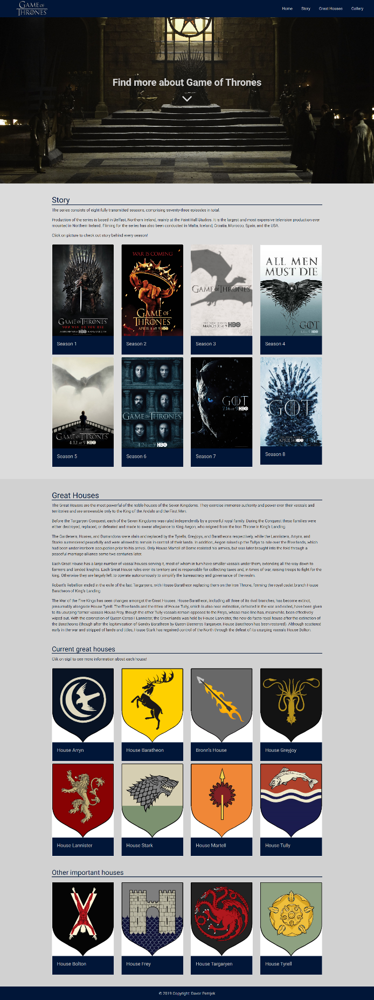 GAME OF
THRONES
Home Story Great Houses Gallery
Find more about Game of Thrones
Story
The series consists of eight fully transmitted seasons, comprising seventy-three episodes in total.
Production of the series is based in Belfast, Northern Ireland, mainly at the Paint Hall Studios. It is the largest and most expensive television production ever
mounted in Northern Ireland. Filming for the series has also been conducted in Malta, Iceland, Croatia, Morocco, Spain, and the USA.
Click on picture to check out story behind every season!
GAME OF THRONES
YOU WIN OR YOU DIE
HBO
Season 1
WAR IS COMING
GAME OF
THRONES
APRIL 1 AT 9 HBO
Season 2
GAME OF THRONES
THE NEW SEASON
MARCH 31 AT 9 HBO
Season 3
ALL MEN
MUST DIE
GOT
4.6 AT 9 HBO
Season 4
GAME OF THRONES
4.12 AT 9 HBO
Season 5
GAME OF THRONES
4.24 AT 9 HBO
Season 6
GOT
7.16 AT 9 HBO
Season 7
GOT
THE FINAL SEASON
APRIL 14 HBO
Season 8
Great Houses
The Great Houses are the most powerful of the noble houses of the Seven Kingdoms. They exercise immense authority and power over their vassals and
territories and are answerable only to the King of the Andals and the First Men.
Before the Targaryen Conquest, each of the Seven Kingdoms was ruled independently by a powerful royal family. During the Conquest these families were
either destroyed, replaced, or defeated and made to swear allegiance to King Aegon, who reigned from the Iron Throne in King's Landing.
The Gardeners, Hoares, and Durrandons were slain and replaced by the Tyrells, Greyjoys, and Baratheons respectively, while the Lannisters, Arryns, and
Starks surrendered peacefully and were allowed to remain in control of their lands. In addition, Aegon raised up the Tullys to rule over the Riverlands, which
had been under ironborn occupation prior to his arrival. Only House Martell of Dorne resisted his armies, but was later brought into the fold through a
peaceful marriage-alliance some two centuries later.
Each Great House has a large number of vassal houses serving it, most of whom in turn have smaller vassals under them, extending all the way down to
farmers and landed knights. Each Great House rules over its territory and is responsible for collecting taxes and, in times of war, raising troops to fight for the
king. Otherwise they are largely left to operate autonomously to simplify the bureaucracy and governance of the realm.
Robert's Rebellion ended in the exile of the last Targaryens, with House Baratheon replacing them on the Iron Throne, forming the royal cadet branch House
Baratheon of King's Landing.
The War of the Five Kings has seen changes amongst the Great Houses. House Baratheon, including all three of its rival branches, has become extinct,
presumably alongside House Tyrell. The Riverlands and the titles of House Tully, which is also near extinction, defeated in the war and exiled, have been given
to its usurping former vassals House Frey, though the other Tully vassals remain opposed to the Freys, whose male line has, meanwhile, been effectively
wiped out. With the coronation of Queen Cersei I Lannister, the Crownlands was held by House Lannister, the new de facto royal house after the extinction of
the Baratheons (though after the legitimisation of Gendry Baratheon by Queen Daenerys Targaryen, House Baratheon has been restored). Although scattered
early in the war and stripped of lands and titles, House Stark has regained control of the North through the defeat of its usurping vassals House Bolton.
Current great houses
Clik on sigil to see more information about each house!
House Arryn
House Baratheon
Bronn's House
House Greyjoy
House Lannister
House Stark
House Martell
House Tully
Other important houses
House Bolton
House Frey
House Targaryen
House Tyrell
© 2019 Copyright: Davor Pernjek